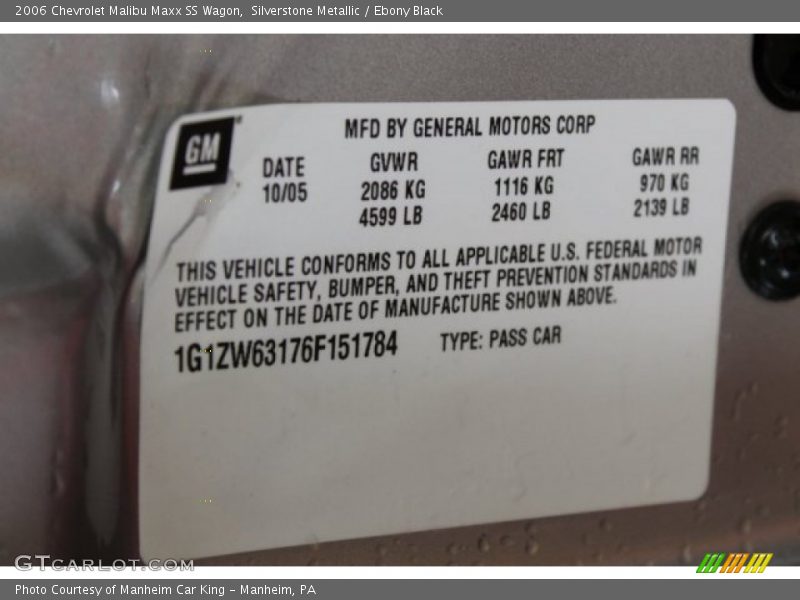 2006 Chevrolet Malibu Maxx SS Wagon, Silverstone Metallic / Ebony Black
GM
MFD BY GENERAL MOTORS CORP
DATE GVWR GAWR FRT GAWR RR
10/05 2086 KG 1116 KG 970 KG
4599 LB 2460 LB 2139 LB
THIS VEHICLE CONFORMS TO ALL APPLICABLE U.S. FEDERAL MOTOR
VEHICLE SAFETY, BUMPER, AND THEFT PREVENTION STANDARDS IN
EFFECT ON THE DATE OF MANUFACTURE SHOWN ABOVE.
1G1ZW63176F151784 TYPE: PASS CAR
GTCARLOT.COM
Photo Courtesy of Manheim Car King - Manheim, PA